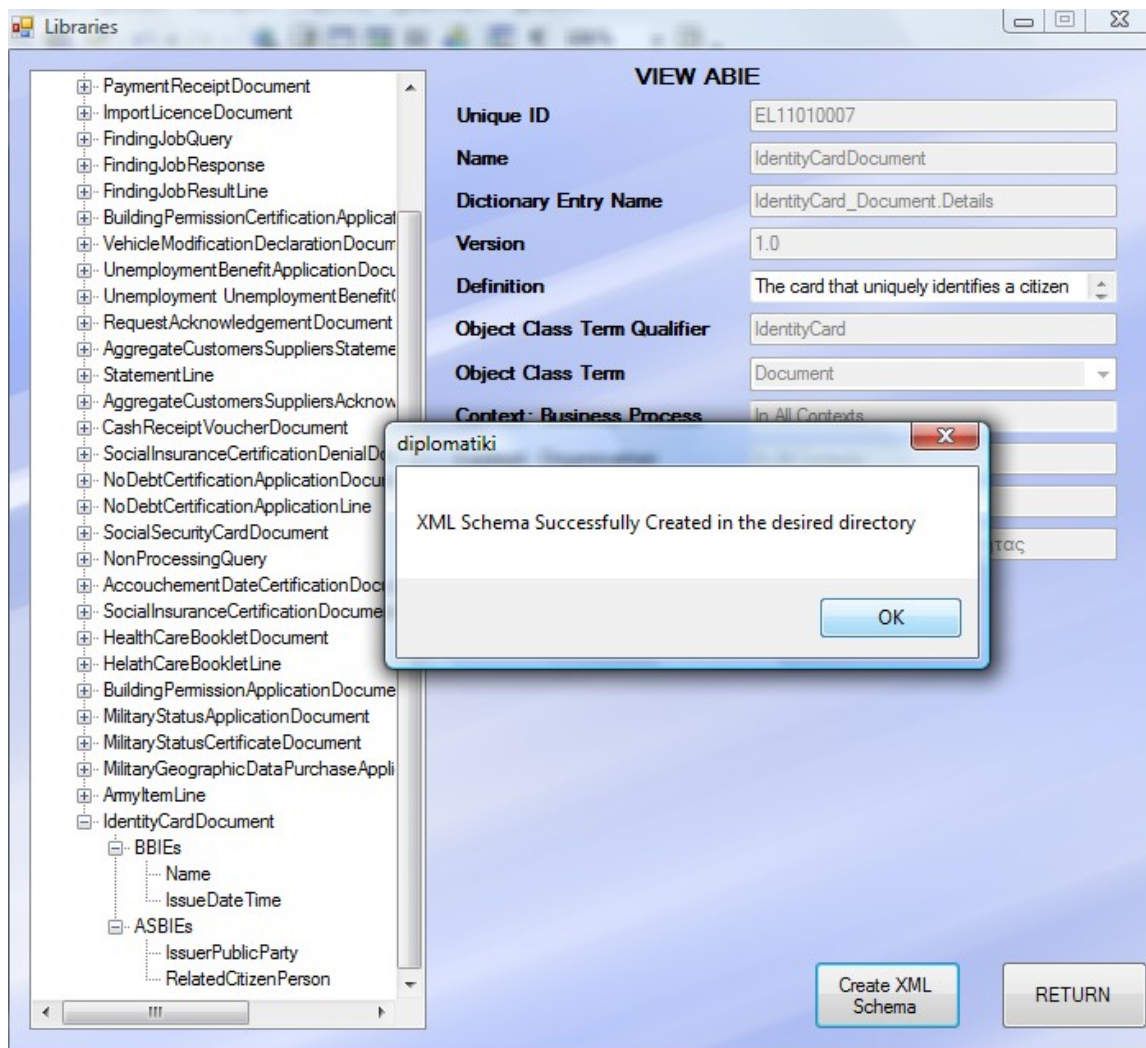 Libraries
PaymentReceiptDocument
ImportLicenceDocument
FindingJobQuery
FindingJobResponse
FindingJobResultLine
BuildingPermissionCertificationApplicat
VehicleModificationDeclarationDocum
UnemploymentBenefitApplicationDocu
Unemployment UnemploymentBenefit(
RequestAcknowledgementDocument
AggregateCustomersSuppliersStateme
StatementLine
AggregateCustomersSuppliersAcknow
CashReceiptVoucherDocument
SocialInsuranceCertificationDenialDo
NoDebtCertificationApplicationDocu
NoDebtCertificationApplicationLine
SocialSecurityCardDocument
NonProcessingQuery
AccouchementDateCertificationDocu
SocialInsuranceCertificationDocume
HealthCareBookletDocument
HelathCareBookletLine
BuildingPermissionApplicationDocume
MilitaryStatusApplicationDocument
MilitaryStatusCertificateDocument
MilitaryGeographicDataPurchaseAppli
ArmyItemLine
IdentityCardDocument
BBIEs
Name
IssueDateTime
ASBIEs
IssuerPublicParty
RelatedCitizenPerson
VIEW ABIE
Unique ID EL11010007
Name IdentityCardDocument
Dictionary Entry Name IdentityCard_Document.Details
Version 1.0
Definition The card that uniquely identifies a citizen
Object Class Term Qualifier IdentityCard
Object Class Term Document
Context: Business Process In All Contexts
diplomatiki
XML Schema Successfully Created in the desired directory
OK
Create XML
Schema
RETURN